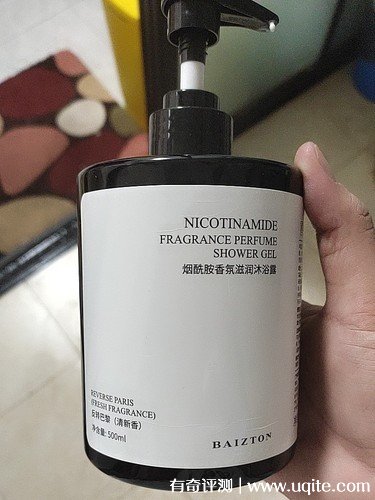 NICOTINAMIDE
FRAGRANCE PERFUME
SHOWER GEL
烟酰胺香氛滋润沐浴露
REVERSE PARIS
(FRESH FRAGRANCE)
反转巴黎（清新香）
净含量:500ml
BAIZTON
有奇评测 | www.uqite.com